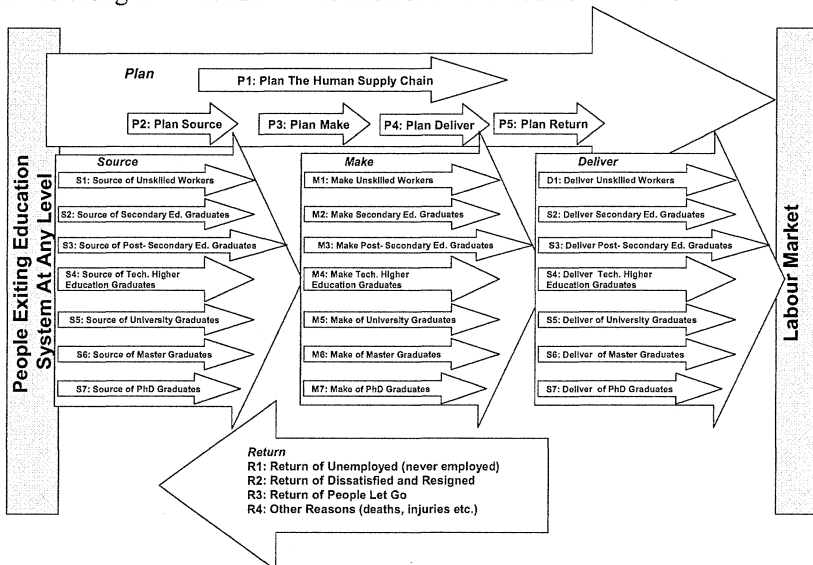 Plan
P1: Plan The Human Supply Chain
P2: Plan Source
P3: Plan Make
P4: Plan Deliver
P5: Plan Return
People Exiting Education
System At Any Level
Source
S1: Source of Unskilled Workers
S2: Source of Secondary Ed. Graduates
S3: Source of Post- Secondary Ed. Graduates
S4: Source of Tech. Higher
Education Graduates
S5: Source of University Graduates
S6: Source of Master Graduates
S7: Source of PhD Graduates
Make
M1: Make Unskilled Workers
M2: Make Secondary Ed. Graduates
M3: Make Post- Secondary Ed. Graduates
M4: Make Tech. Higher
Education Graduates
M5: Make of University Graduates
M6: Make of Master Graduates
M7: Make of PhD Graduates
Deliver
D1: Deliver Unskilled Workers
S2: Deliver Secondary Ed. Graduates
S3: Deliver Post- Secondary Ed. Graduates
S4: Deliver Tech. Higher
Education Graduates
S5: Deliver of University Graduates
S6: Deliver of Master Graduates
S7: Deliver of PhD Graduates
Labour Market
Return
R1: Return of Unemployed (never employed)
R2: Return of Dissatisfied and Resigned
R3: Return of People Let Go
R4: Other Reasons (deaths, injuries etc.)